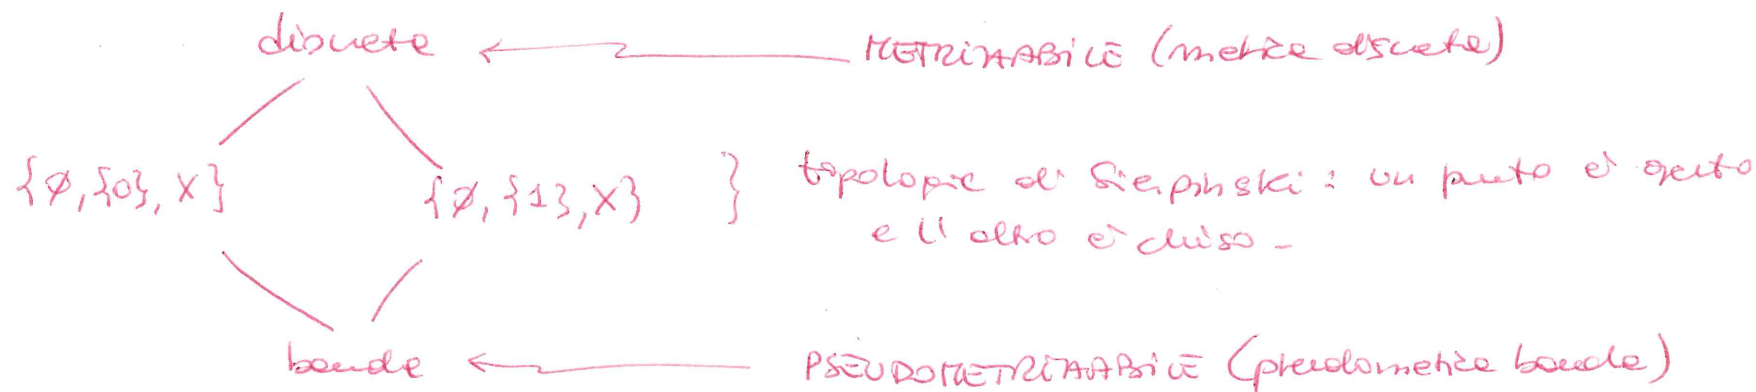 discreta ← METRIZZABILE (metrica discreta)
{∅,{0},X} {∅,{1},X} } topologie di Sierpinski : un punto è aperto
e l'altro è chiuso -
banale ← PSEUDOMETRIZZABILE (pseudometrica banale)